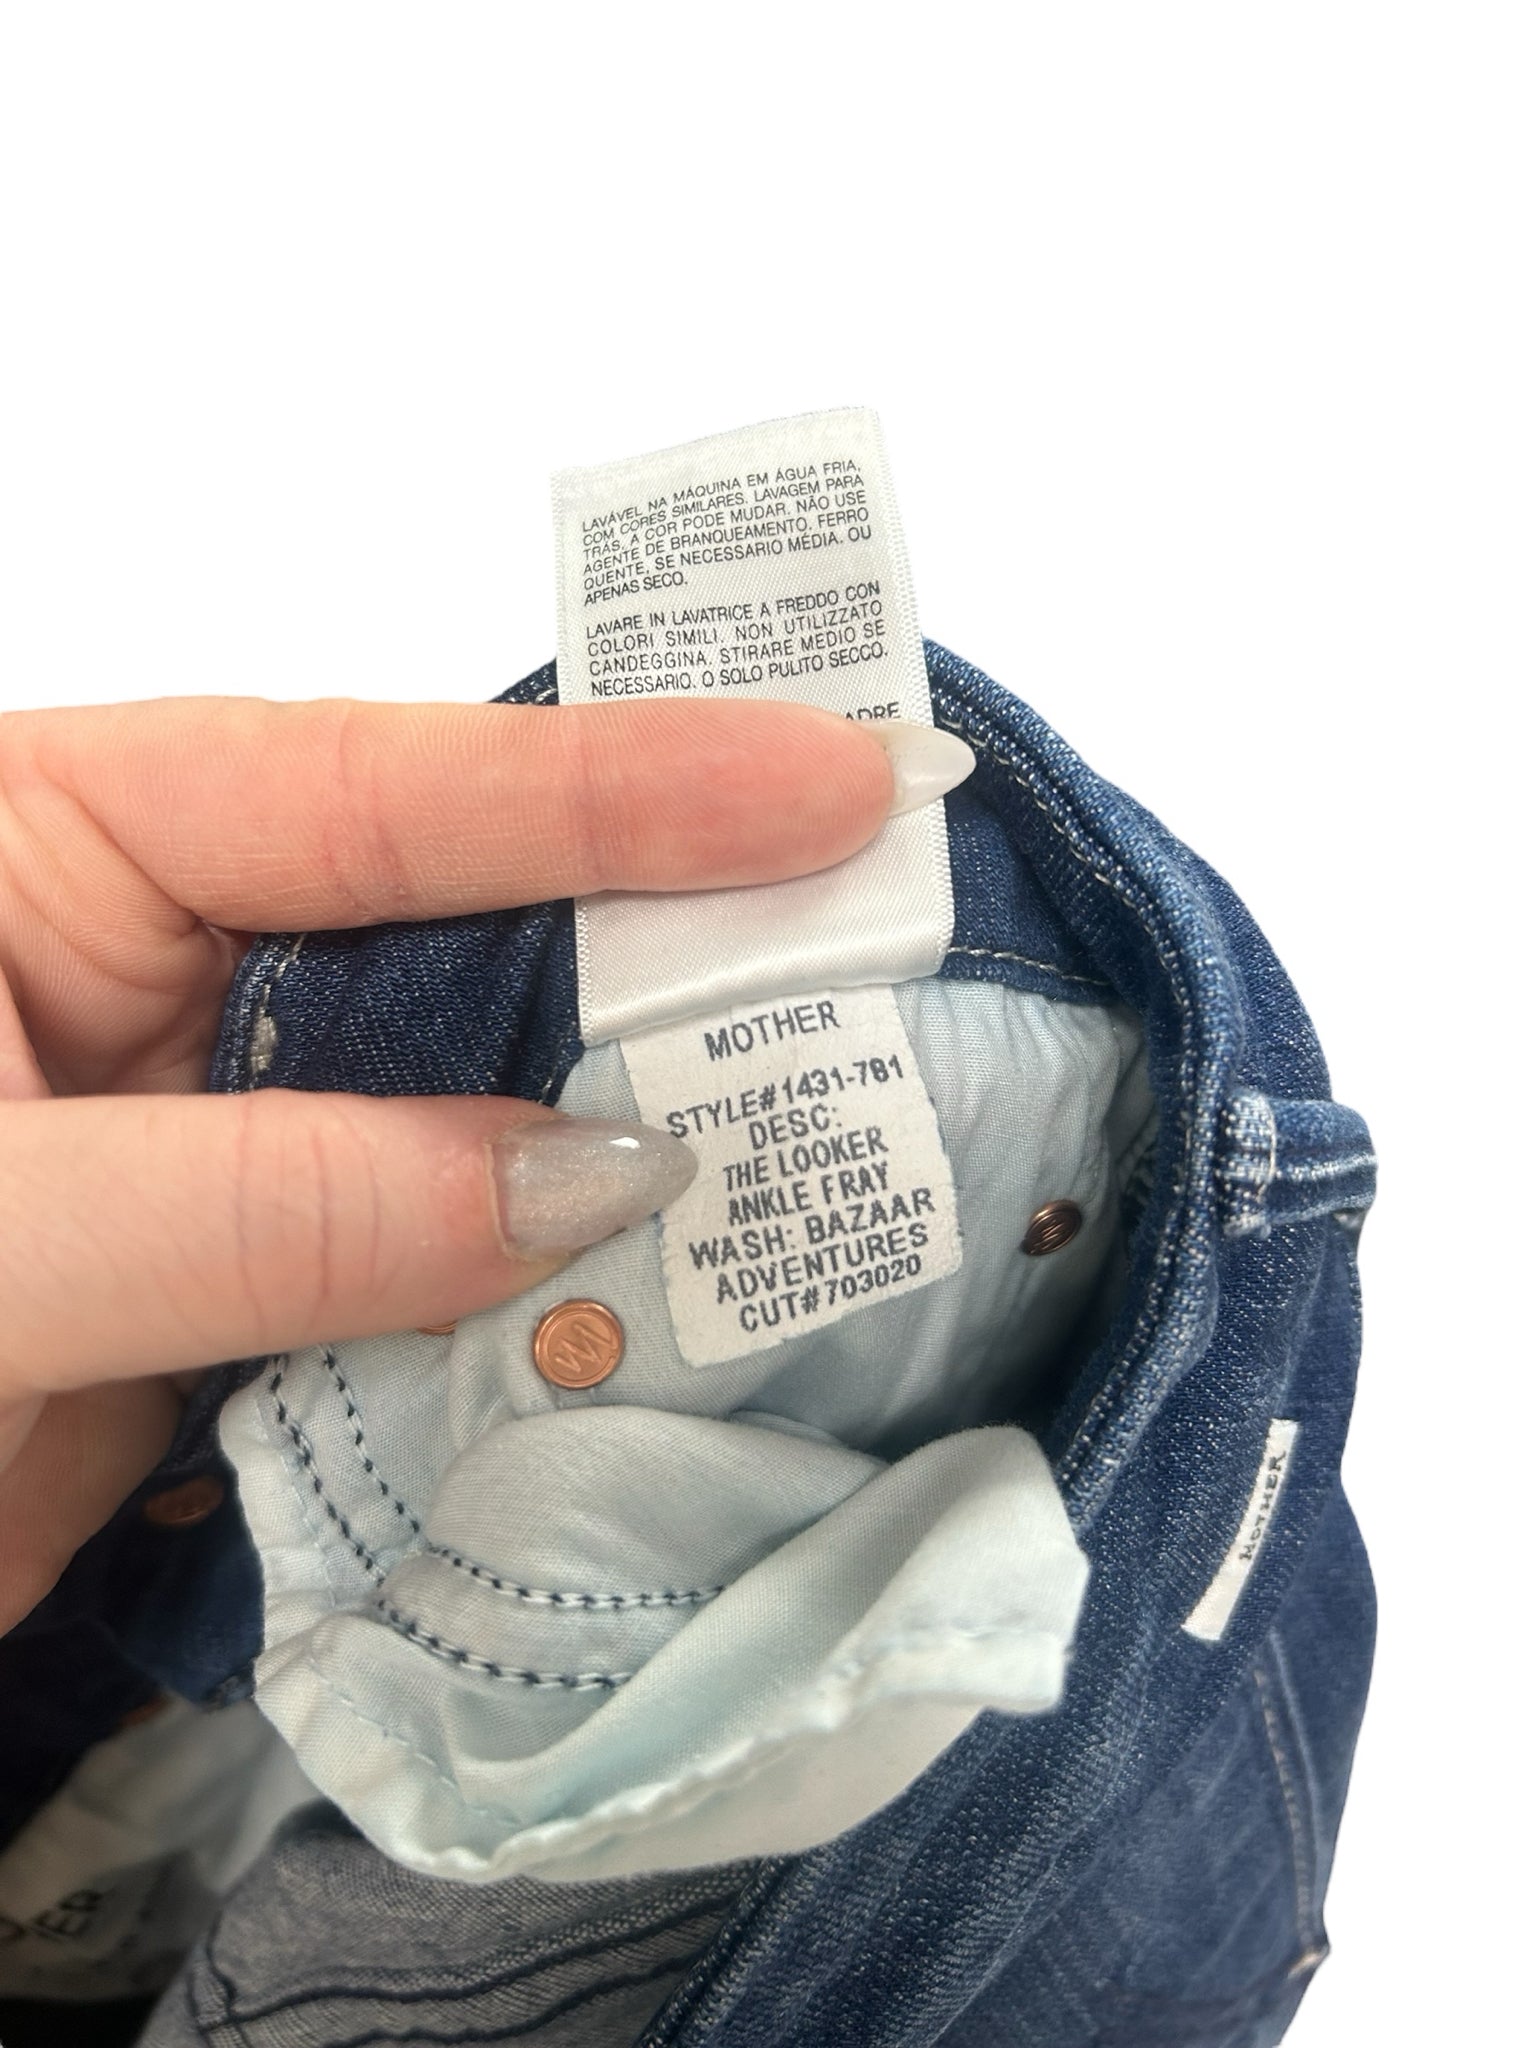 LAVÁVEL NA MÁQUINA EM ÁGUA FRIA,
COM CORES SIMILARES. LAVAGEM PARA
TRÁS, A COR PODE MUDAR. NÃO USE
AGENTE DE BRANQUEAMENTO. FERRO
QUENTE, SE NECESSARIO MÉDIA. OU
APENAS SECO.
LAVARE IN LAVATRICE A FREDDO CON
COLORI SIMILI. NON UTILIZZATO
CANDEGGINA. STIRARE MEDIO SE
NECESSARIO. O SOLO PULITO SECCO.
MOTHER
STYLE#1431-781
DESC:
THE LOOKER
ANKLE FRAY
WASH: BAZAAR
ADVENTURES
CUT#703020
MOTHER